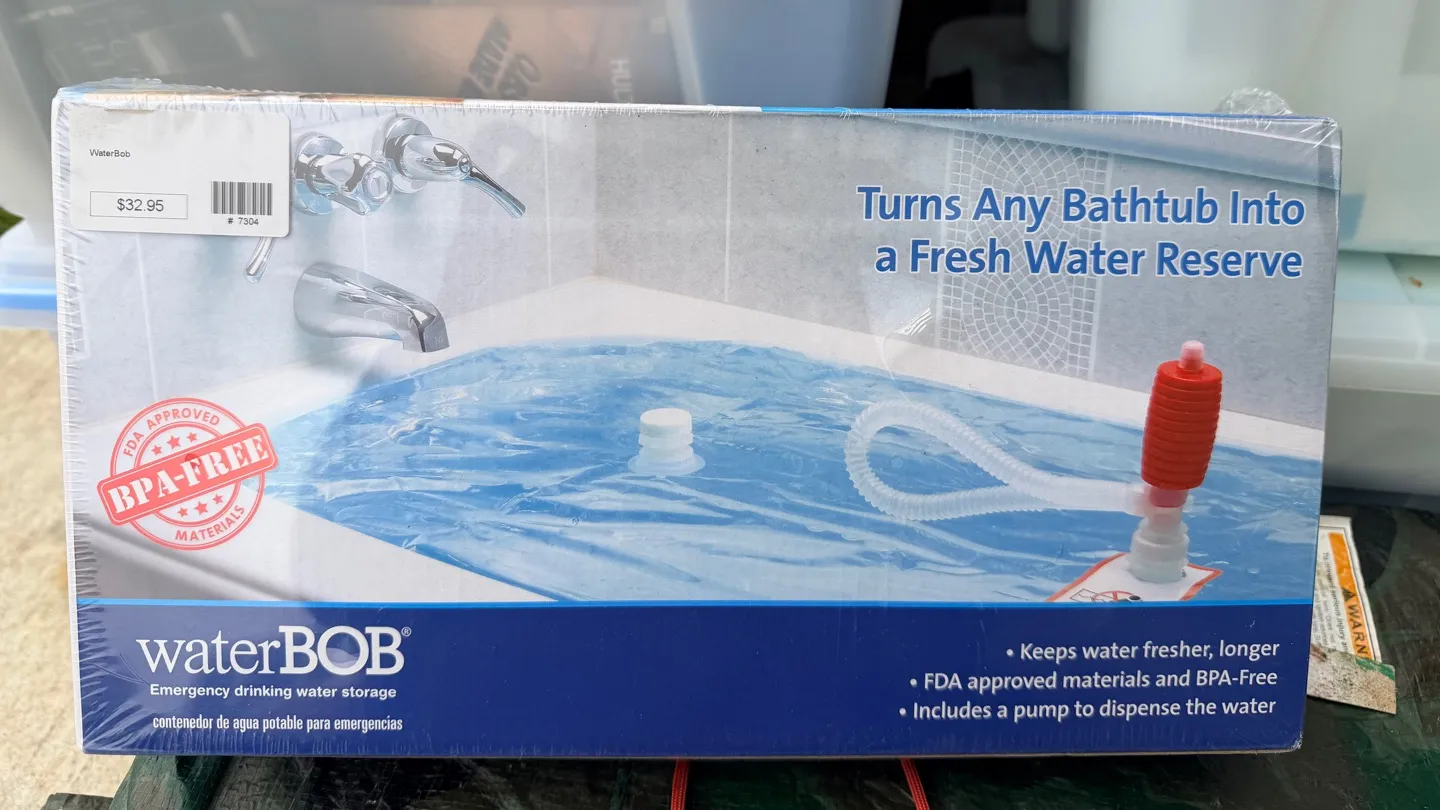 WaterBob
$32.95
# 7304
Turns Any Bathtub Into
a Fresh Water Reserve
FDA APPROVED
BPA-FREE
MATERIALS
waterBOB®
Emergency drinking water storage
contenedor de agua potable para emergencias
• Keeps water fresher, longer
• FDA approved materials and BPA-Free
• Includes a pump to dispense the water
WARN